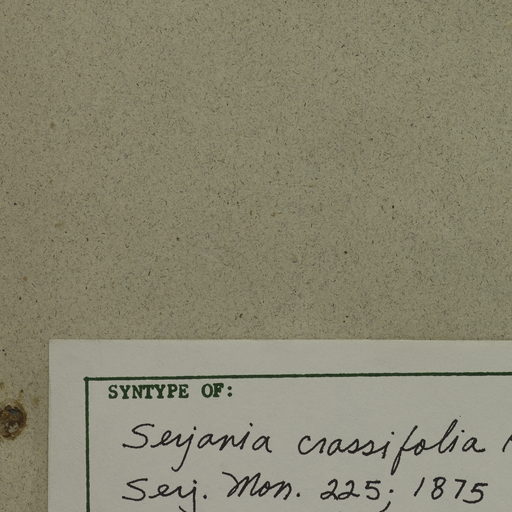 SYNTYPE OF:
Serjania crassifolia
Serj. Mon. 225; 1875